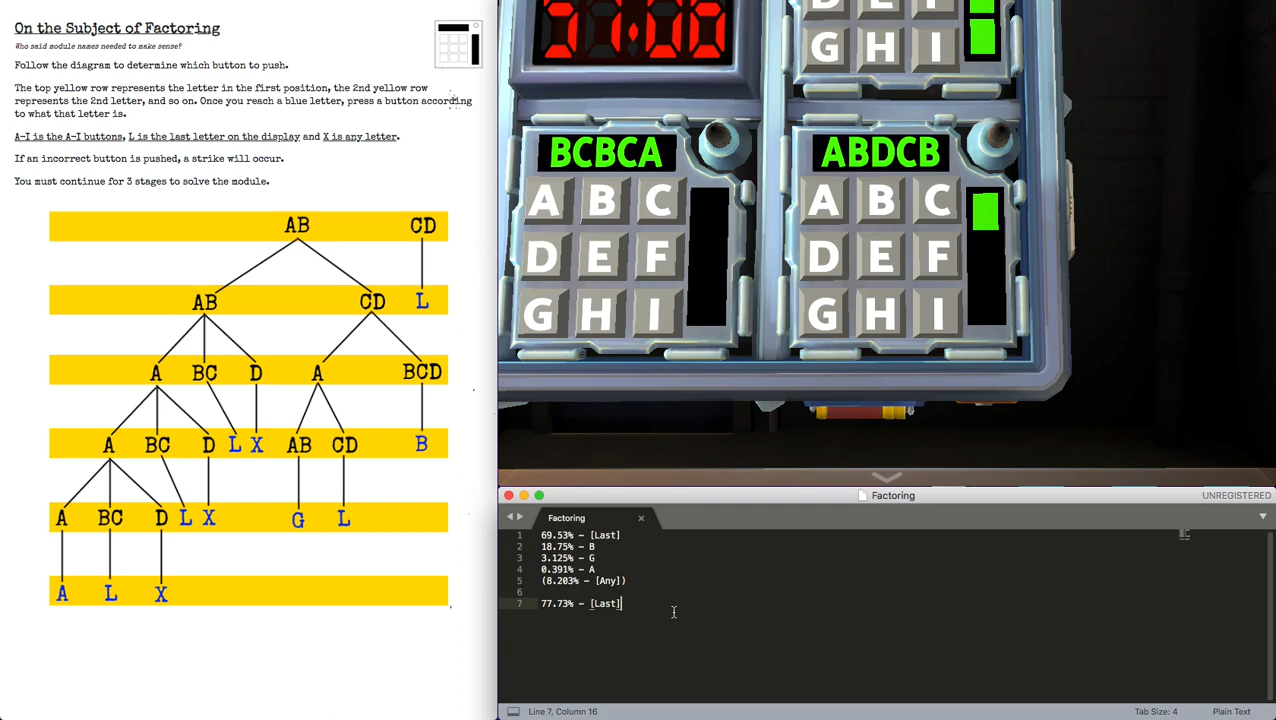 On the Subject of Factoring
Who said module names needed to make sense?
Follow the diagram to determine which button to push.
The top yellow row represents the letter in the first position, the 2nd yellow row
represents the 2nd letter, and so on. Once you reach a blue letter, press a button according
to what that letter is.
A-I is the A-I buttons, L is the last letter on the display and X is any letter.
If an incorrect button is pushed, a strike will occur.
You must continue for 3 stages to solve the module.
AB CD
AB CD L
A BC D A BCD
A BC D L X AB CD B
A BC D L X G L
A L X
G H I
BCBCA
A B C
D E F
G H I
ABDCB
A B C
D E F
G H I
Factoring
UNREGISTERED
Factoring ×
1 69.53% - [Last]
2 18.75% - B
3 3.125% - G
4 0.391% - A
5 (8.203% - [Any])
6
7 77.73% - [Last]
Line 7, Column 16
Tab Size: 4
Plain Text